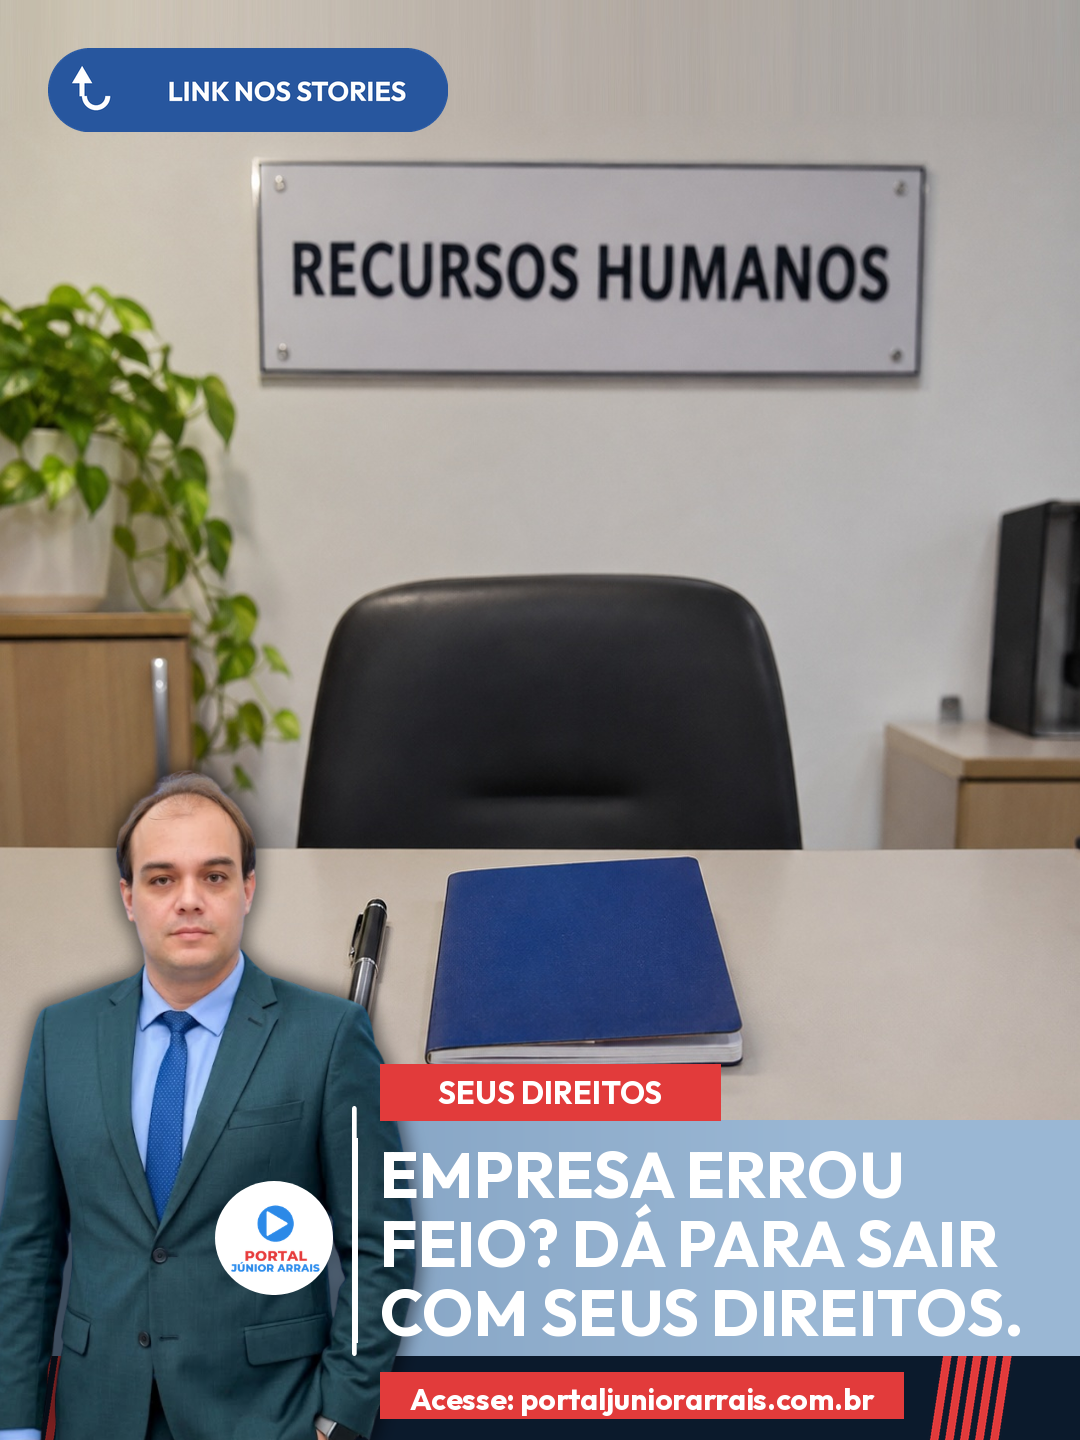 LINK NOS STORIES
RECURSOS HUMANOS
SEUS DIREITOS
EMPRESA ERROU
FEIO? DÁ PARA SAIR
COM SEUS DIREITOS.
PORTAL
JÚNIOR ARRAIS
Acesse: portaljuniorarrais.com.br